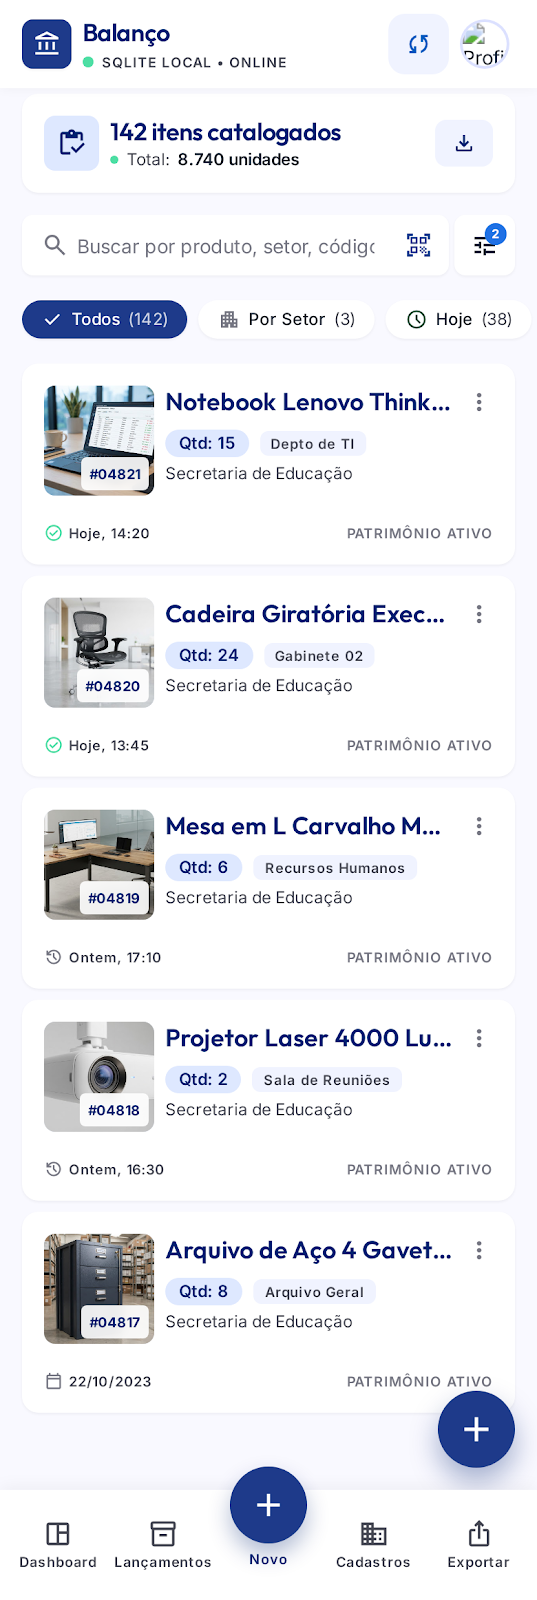 Balanço
SQLITE LOCAL • ONLINE
Profi
142 itens catalogados
Total: 8.740 unidades
Buscar por produto, setor, códigc
2
Todos (142)
Por Setor (3)
Hoje (38)
Notebook Lenovo Think...
Qtd: 15
Depto de TI
#04821
Secretaria de Educação
Hoje, 14:20
PATRIMÔNIO ATIVO
Cadeira Giratória Exec...
Qtd: 24
Gabinete 02
#04820
Secretaria de Educação
Hoje, 13:45
PATRIMÔNIO ATIVO
Mesa em L Carvalho M...
Qtd: 6
Recursos Humanos
#04819
Secretaria de Educação
Ontem, 17:10
PATRIMÔNIO ATIVO
Projetor Laser 4000 Lu...
Qtd: 2
Sala de Reuniões
#04818
Secretaria de Educação
Ontem, 16:30
PATRIMÔNIO ATIVO
Arquivo de Aço 4 Gavet...
Qtd: 8
Arquivo Geral
#04817
Secretaria de Educação
22/10/2023
PATRIMÔNIO ATIVO
Dashboard
Lançamentos
Novo
Cadastros
Exportar